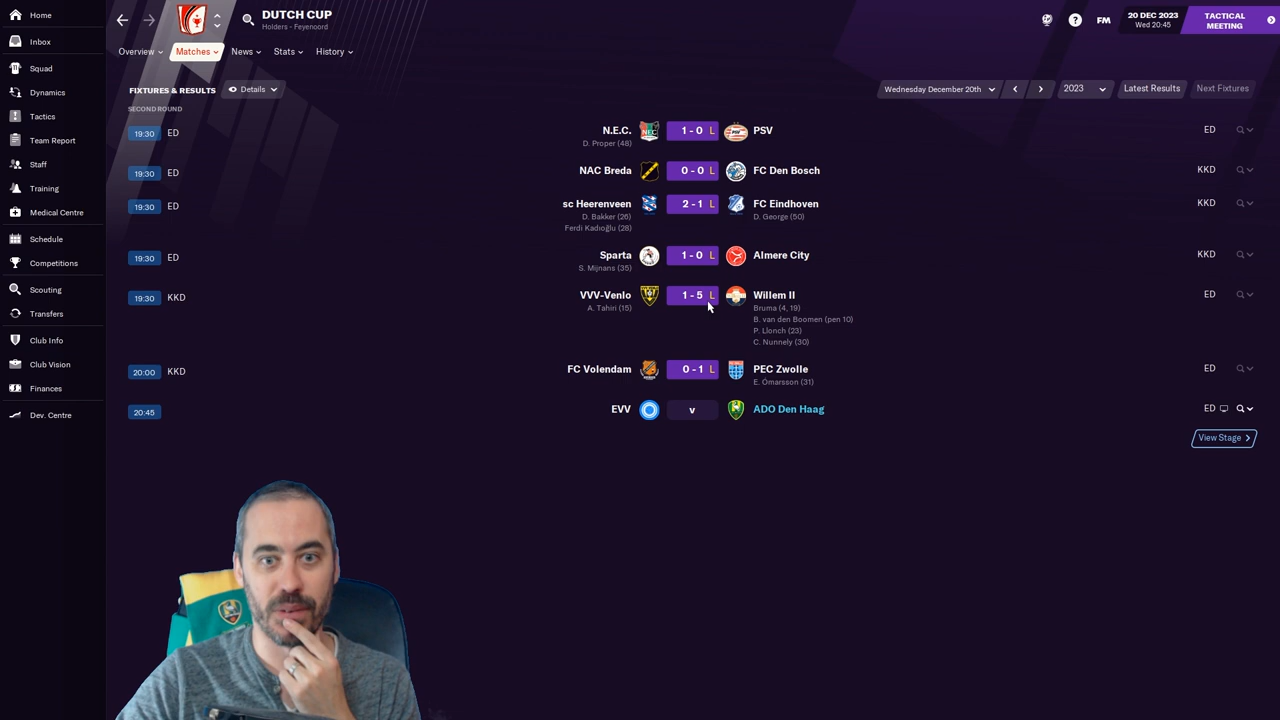 Home
Inbox
Squad
Dynamics
Tactics
Team Report
Staff
Training
Medical Centre
Schedule
Competitions
Scouting
Transfers
Club Info
Club Vision
Finances
Dev. Centre
DUTCH CUP
Holders - Feyenoord
FM
20 DEC 2023
Wed 20:45
TACTICAL
MEETING
Overview Matches News Stats History
FIXTURES & RESULTS Details Wednesday December 20th 2023 Latest Results Next Fixtures
SECOND ROUND
19:30 ED N.E.C. 1 - 0 L PSV ED
D. Proper (48)
19:30 ED NAC Breda 0 - 0 L FC Den Bosch KKD
19:30 ED sc Heerenveen 2 - 1 L FC Eindhoven KKD
D. Bakker (26) D. George (50)
Ferdi Kadıoğlu (28)
19:30 ED Sparta 1 - 0 L Almere City KKD
S. Mijnans (35)
19:30 KKD VVV-Venlo 1 - 5 L Willem II ED
A. Tahiri (15) Bruma (4, 19)
B. van den Boomen (pen 10)
P. Llonch (23)
C. Nunnely (30)
20:00 KKD FC Volendam 0 - 1 L PEC Zwolle ED
E. Ómarsson (31)
20:45 EVV v ADO Den Haag ED
View Stage